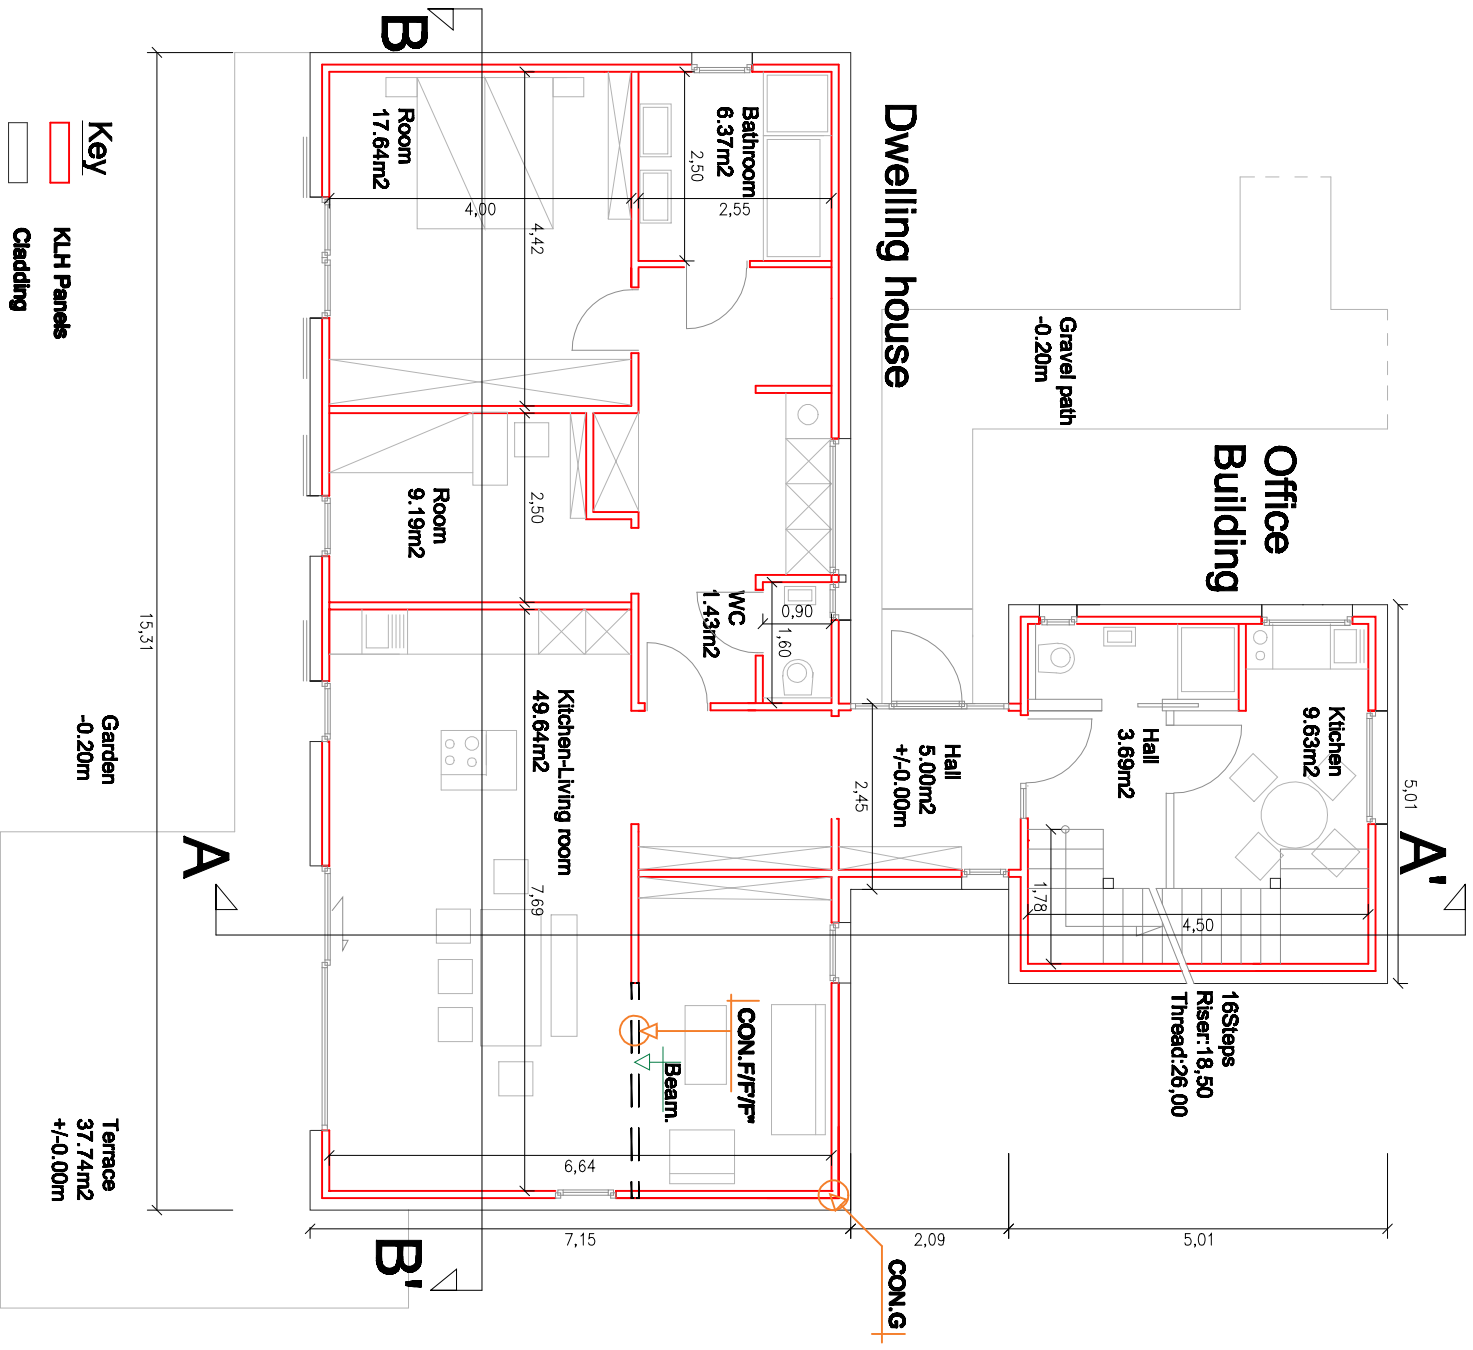 B
A
B'
A'
Dwelling house
Office
Building
Gravel path
-0.20m
Bathroom
6.37m2
2,50
2,55
Room
17.64m2
4,00
4,42
Room
9.19m2
2,50
WC
1.43m2
0,90
1,60
Kitchen-Living room
49.64m2
7,69
6,64
Hall
5.00m2
+/-0.00m
2,45
Hall
3.69m2
Ktichen
9.63m2
5,01
4,50
1,78
16Steps
Riser:18,50
Thread:26,00
CON.F/F'/F"
Beam.
CON.G
7,15
2,09
5,01
15,31
Garden
-0.20m
Terrace
37.74m2
+/-0.00m
Key
KLH Panels
Cladding